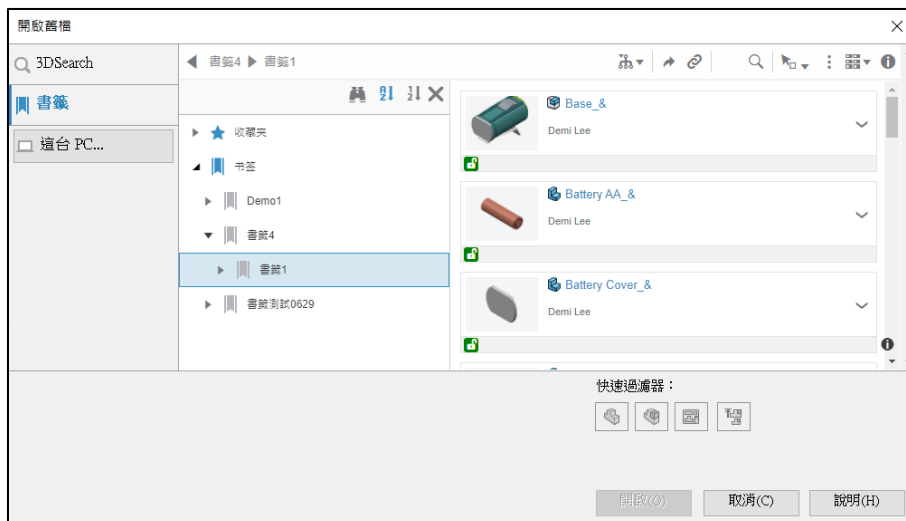 開啟舊檔
3DSearch
書籤
這台 PC...
書籤4 ▶ 書籤1
收藏夹
书签
Demo1
書籤4
書籤1
書籤測試0629
Base_&
Demi Lee
Battery AA_&
Demi Lee
Battery Cover_&
Demi Lee
快速過濾器：
開啟(O)
取消(C)
說明(H)